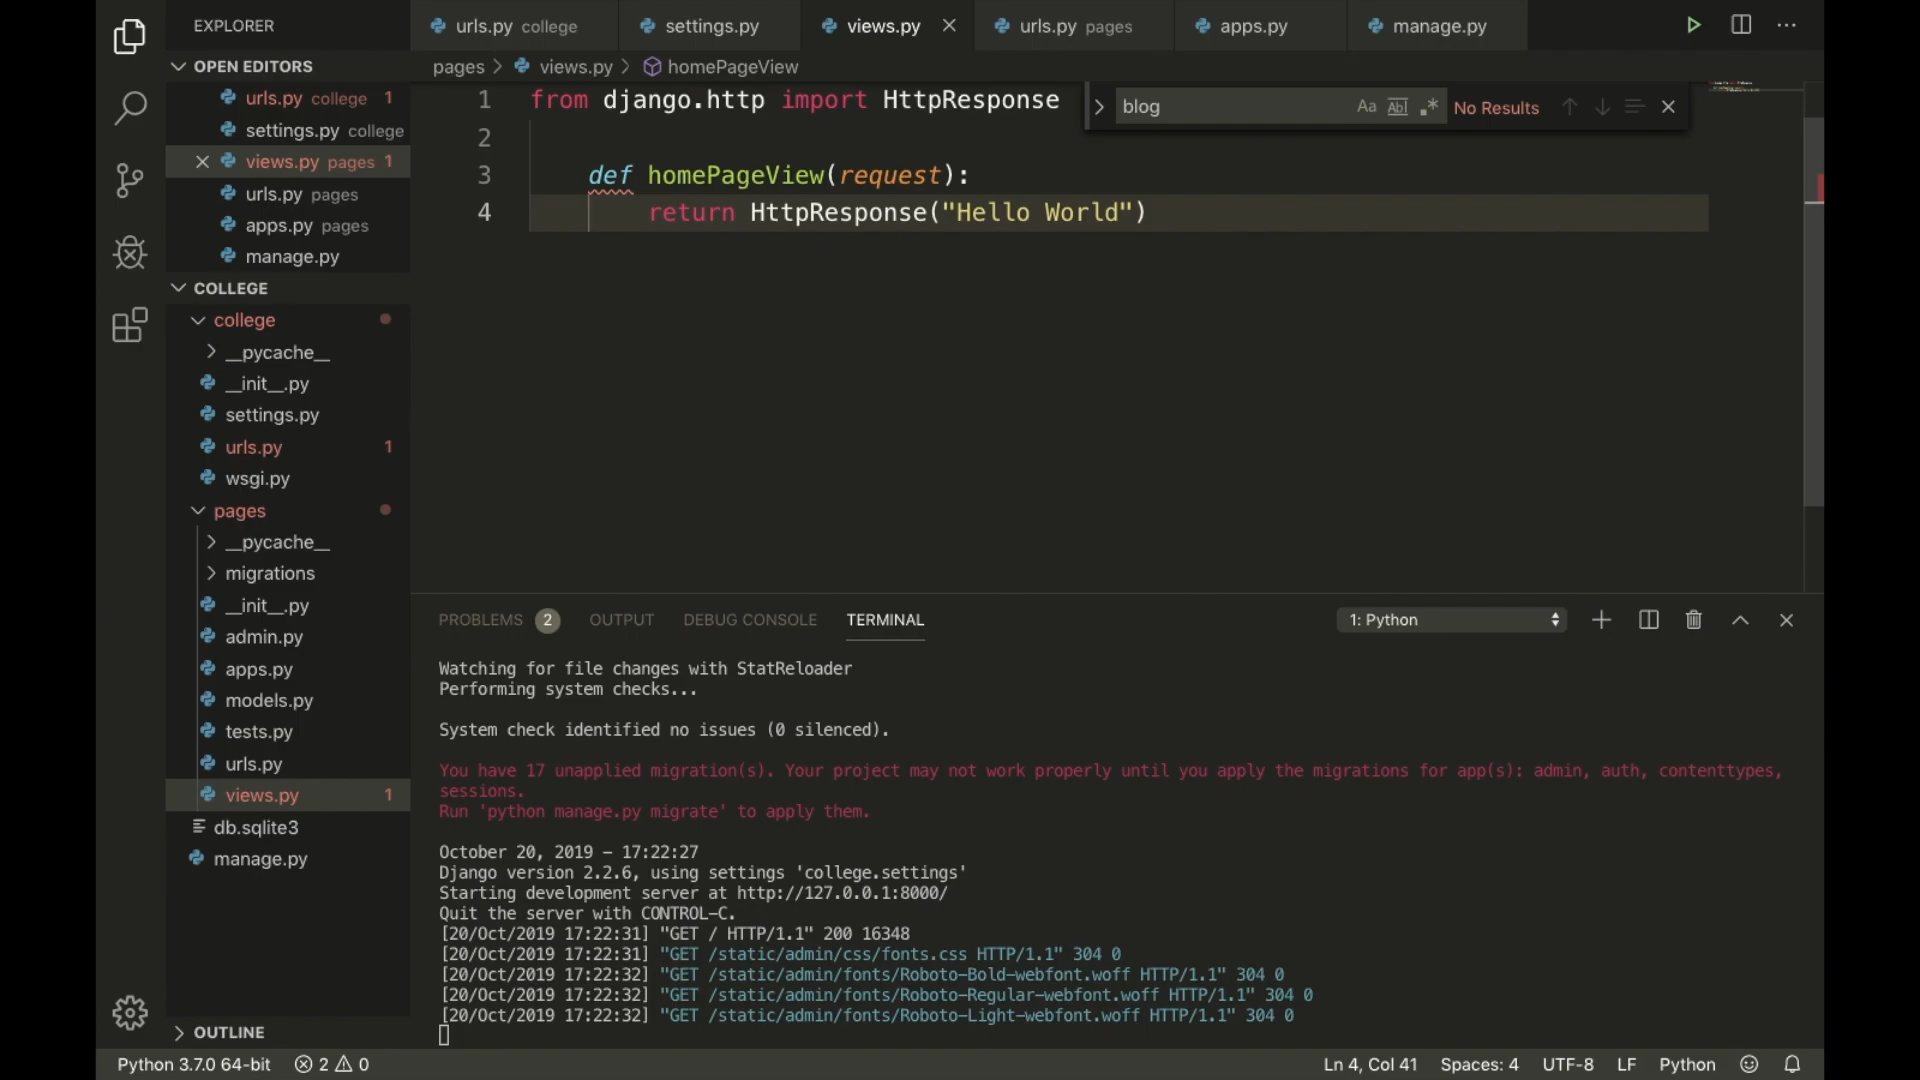 EXPLORER
urls.py college
settings.py
views.py
urls.py pages
apps.py
manage.py
OPEN EDITORS
urls.py college 1
settings.py college
views.py pages 1
urls.py pages
apps.py pages
manage.py
COLLEGE
college
__pycache__
__init__.py
settings.py
urls.py 1
wsgi.py
pages
__pycache__
migrations
__init__.py
admin.py
apps.py
models.py
tests.py
urls.py
views.py 1
db.sqlite3
manage.py
OUTLINE
pages > views.py > homePageView
1 from django.http import HttpResponse
2
3 def homePageView(request):
4 return HttpResponse("Hello World")
blog Aa Abl .* No Results
PROBLEMS 2 OUTPUT DEBUG CONSOLE TERMINAL 1: Python
Watching for file changes with StatReloader
Performing system checks...
System check identified no issues (0 silenced).
You have 17 unapplied migration(s). Your project may not work properly until you apply the migrations for app(s): admin, auth, contenttypes,
sessions.
Run 'python manage.py migrate' to apply them.
October 20, 2019 - 17:22:27
Django version 2.2.6, using settings 'college.settings'
Starting development server at http://127.0.0.1:8000/
Quit the server with CONTROL-C.
[20/Oct/2019 17:22:31] "GET / HTTP/1.1" 200 16348
[20/Oct/2019 17:22:31] "GET /static/admin/css/fonts.css HTTP/1.1" 304 0
[20/Oct/2019 17:22:32] "GET /static/admin/fonts/Roboto-Bold-webfont.woff HTTP/1.1" 304 0
[20/Oct/2019 17:22:32] "GET /static/admin/fonts/Roboto-Regular-webfont.woff HTTP/1.1" 304 0
[20/Oct/2019 17:22:32] "GET /static/admin/fonts/Roboto-Light-webfont.woff HTTP/1.1" 304 0
Python 3.7.0 64-bit 2 0 Ln 4, Col 41 Spaces: 4 UTF-8 LF Python